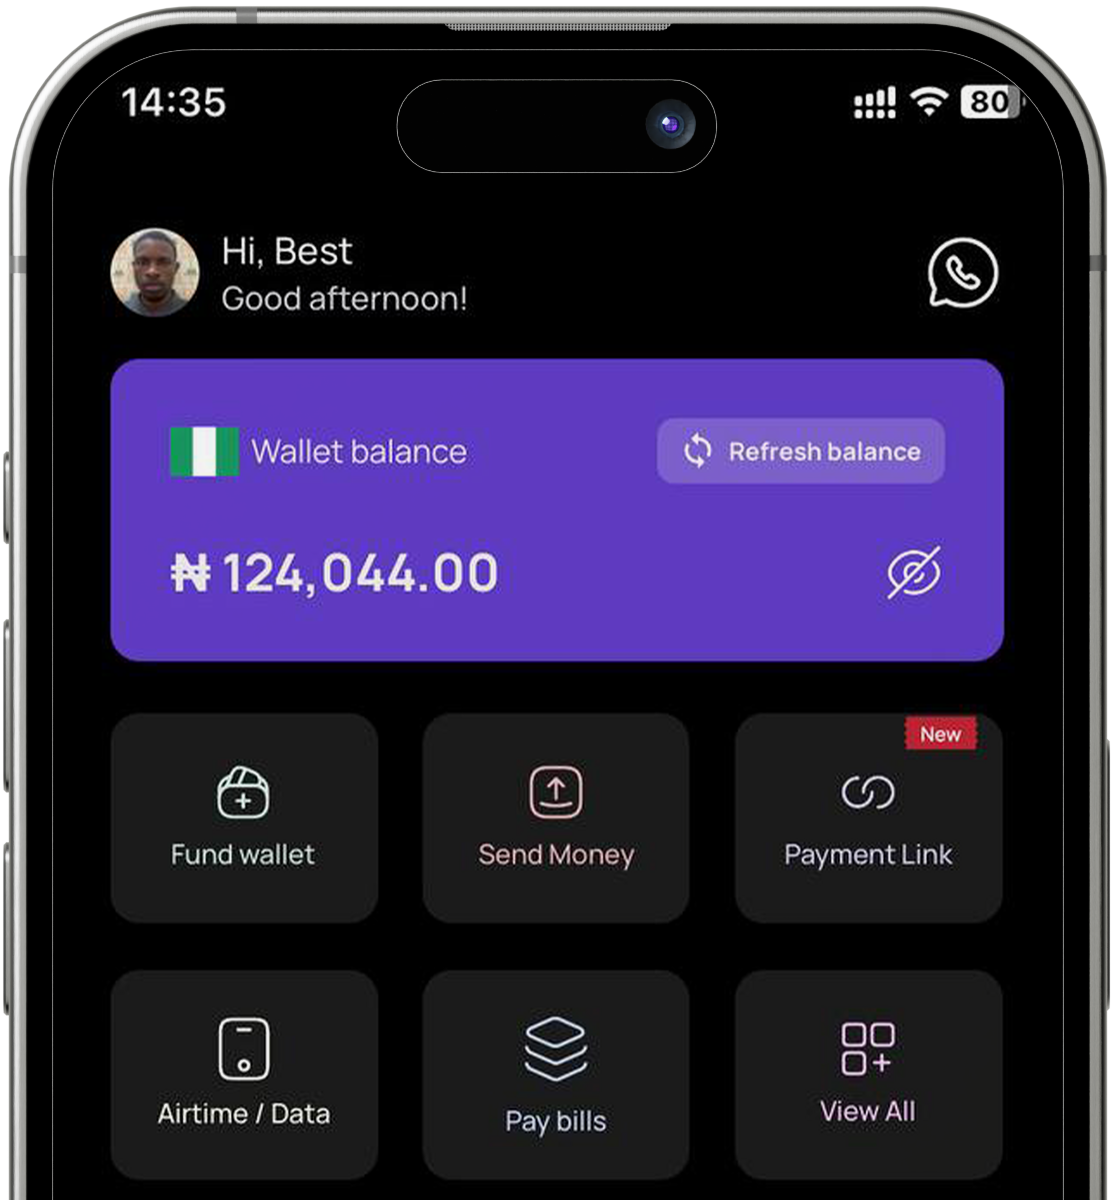 14:35
80
Hi, Best
Good afternoon!
Wallet balance
Refresh balance
₦ 124,044.00
New
Fund wallet
Send Money
Payment Link
Airtime / Data
Pay bills
View All